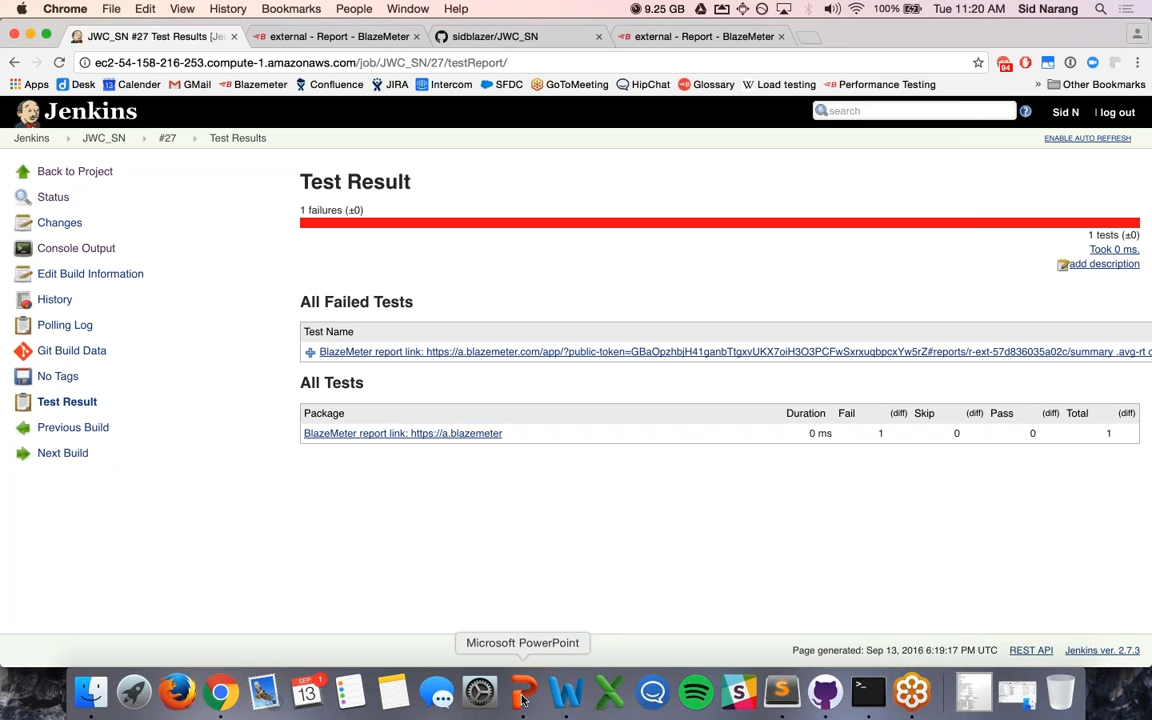 Chrome File Edit View History Bookmarks People Window Help 9.25 GB 100% Tue 11:20 AM Sid Narang
JWC_SN #27 Test Results [Je external - Report - BlazeMeter sidblazer/JWC_SN external - Report - BlazeMeter
ec2-54-158-216-253.compute-1.amazonaws.com/job/JWC_SN/27/testReport/
94
Apps Desk Calender GMail Blazemeter Confluence JIRA Intercom SFDC GoToMeeting HipChat Glossary Load testing Performance Testing » Other Bookmarks
Jenkins search Sid N | log out
Jenkins JWC_SN #27 Test Results ENABLE AUTO REFRESH
Back to Project
Status
Changes
Console Output
Edit Build Information
History
Polling Log
Git Build Data
No Tags
Test Result
Previous Build
Next Build
Test Result
1 failures (±0)
1 tests (±0)
Took 0 ms.
add description
All Failed Tests
Test Name
BlazeMeter report link: https://a.blazemeter.com/app/?public-token=GBaOpzhbjH41ganbTtgxvUKX7oiH3O3PCFwSxrxuqbpcxYw5rZ#reports/r-ext-57d836035a02c/summary .avg-rt
All Tests
Package Duration Fail (diff) Skip (diff) Pass (diff) Total (diff)
BlazeMeter report link: https://a.blazemeter 0 ms 1 0 0 1
Page generated: Sep 13, 2016 6:19:17 PM UTC REST API Jenkins ver. 2.7.3
Microsoft PowerPoint
SEP 13 1